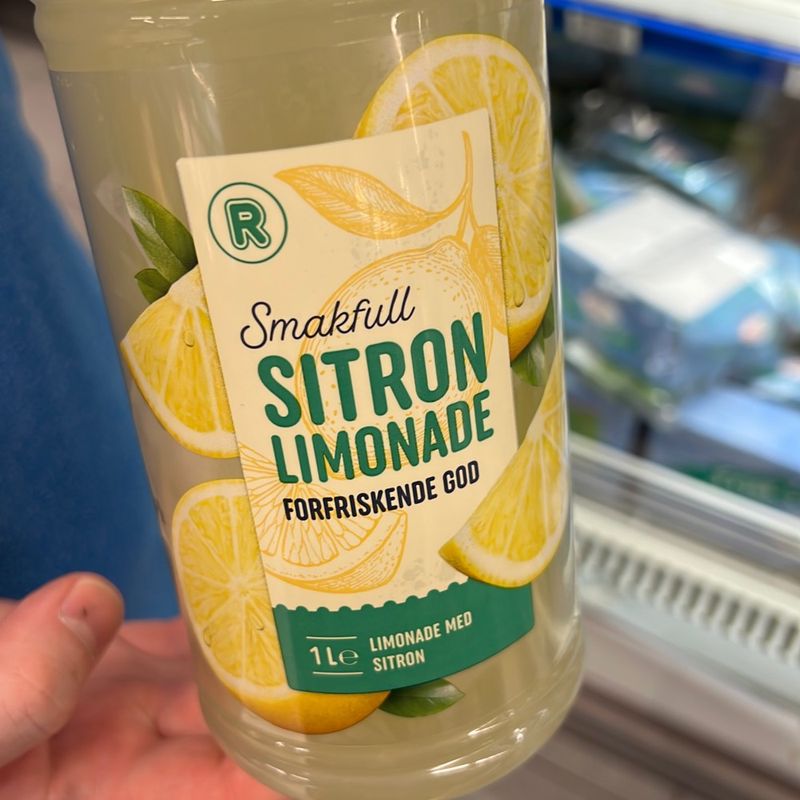 R
Smakfull
SITRON
LIMONADE
FORFRISKENDE GOD
1 L℮
LIMONADE MED
SITRON